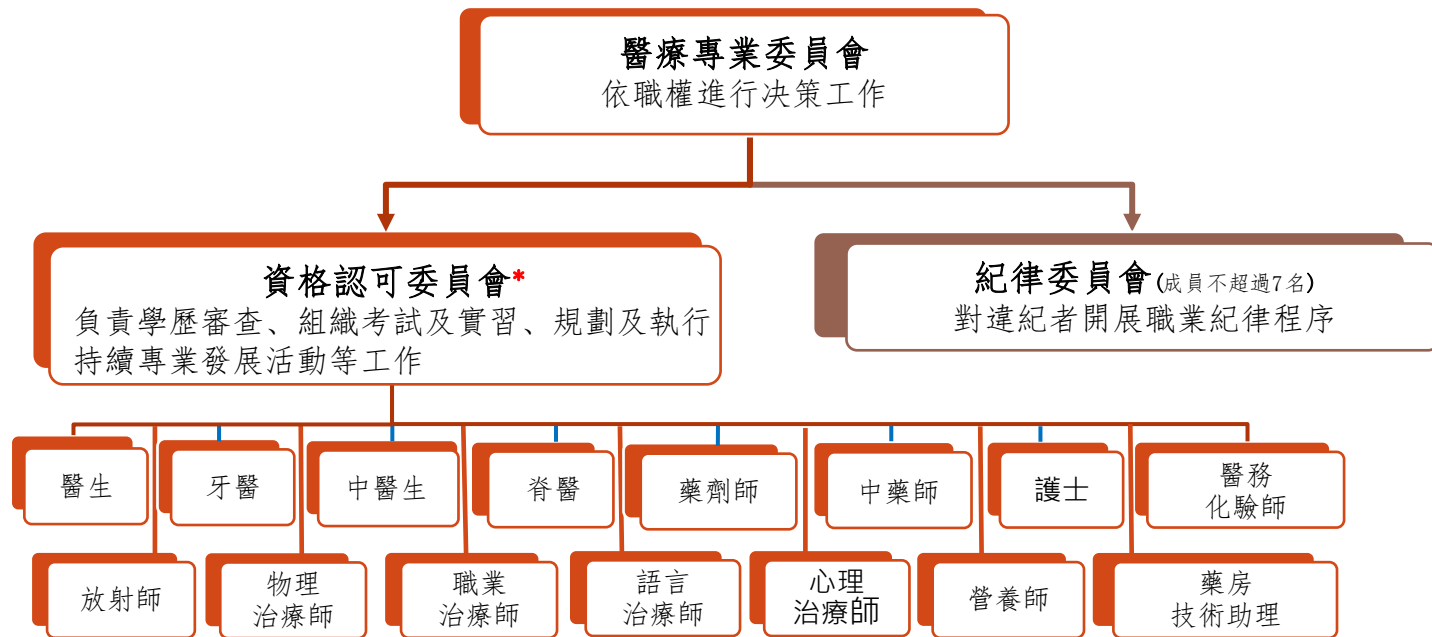 醫療專業委員會
依職權進行决策工作
資格認可委員會*
負責學歷審查、組織考試及實習、規劃及執行
持續專業發展活動等工作
紀律委員會(成員不超過7名)
對違紀者開展職業紀律程序
醫生
牙醫
中醫生
脊醫
藥劑師
中藥師
護士
醫務
化驗師
放射師
物理
治療師
職業
治療師
語言
治療師
心理
治療師
營養師
藥房
技術助理